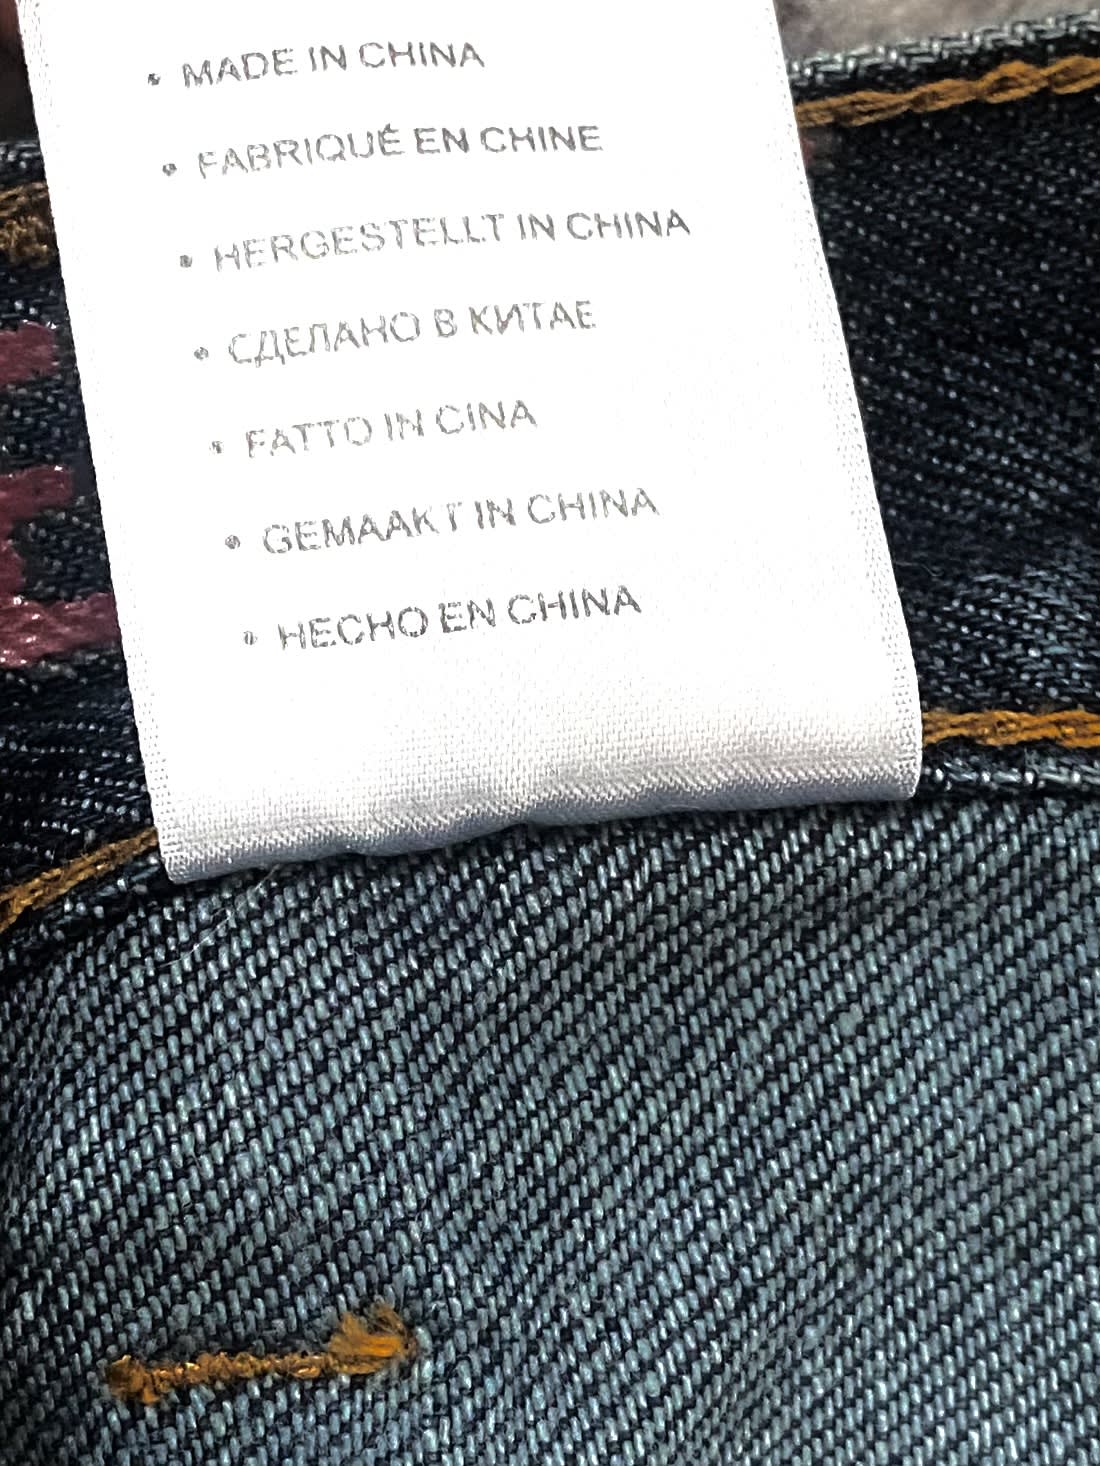 • MADE IN CHINA
• FABRIQUÉ EN CHINE
• HERGESTELLT IN CHINA
• СДЕЛАНО В КИТАЕ
• FATTO IN CINA
• GEMAAKT IN CHINA
• HECHO EN CHINA